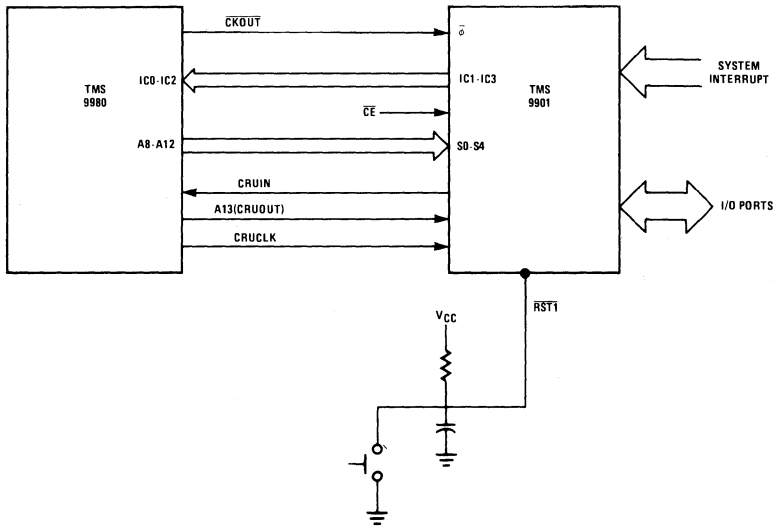 CKOUT
φ
TMS
9980
IC0-IC2
IC1-IC3
TMS
9901
SYSTEM
INTERRUPT
CE
A8-A12
S0-S4
CRUIN
A13(CRUOUT)
CRUCLK
I/O PORTS
RST1
VCC